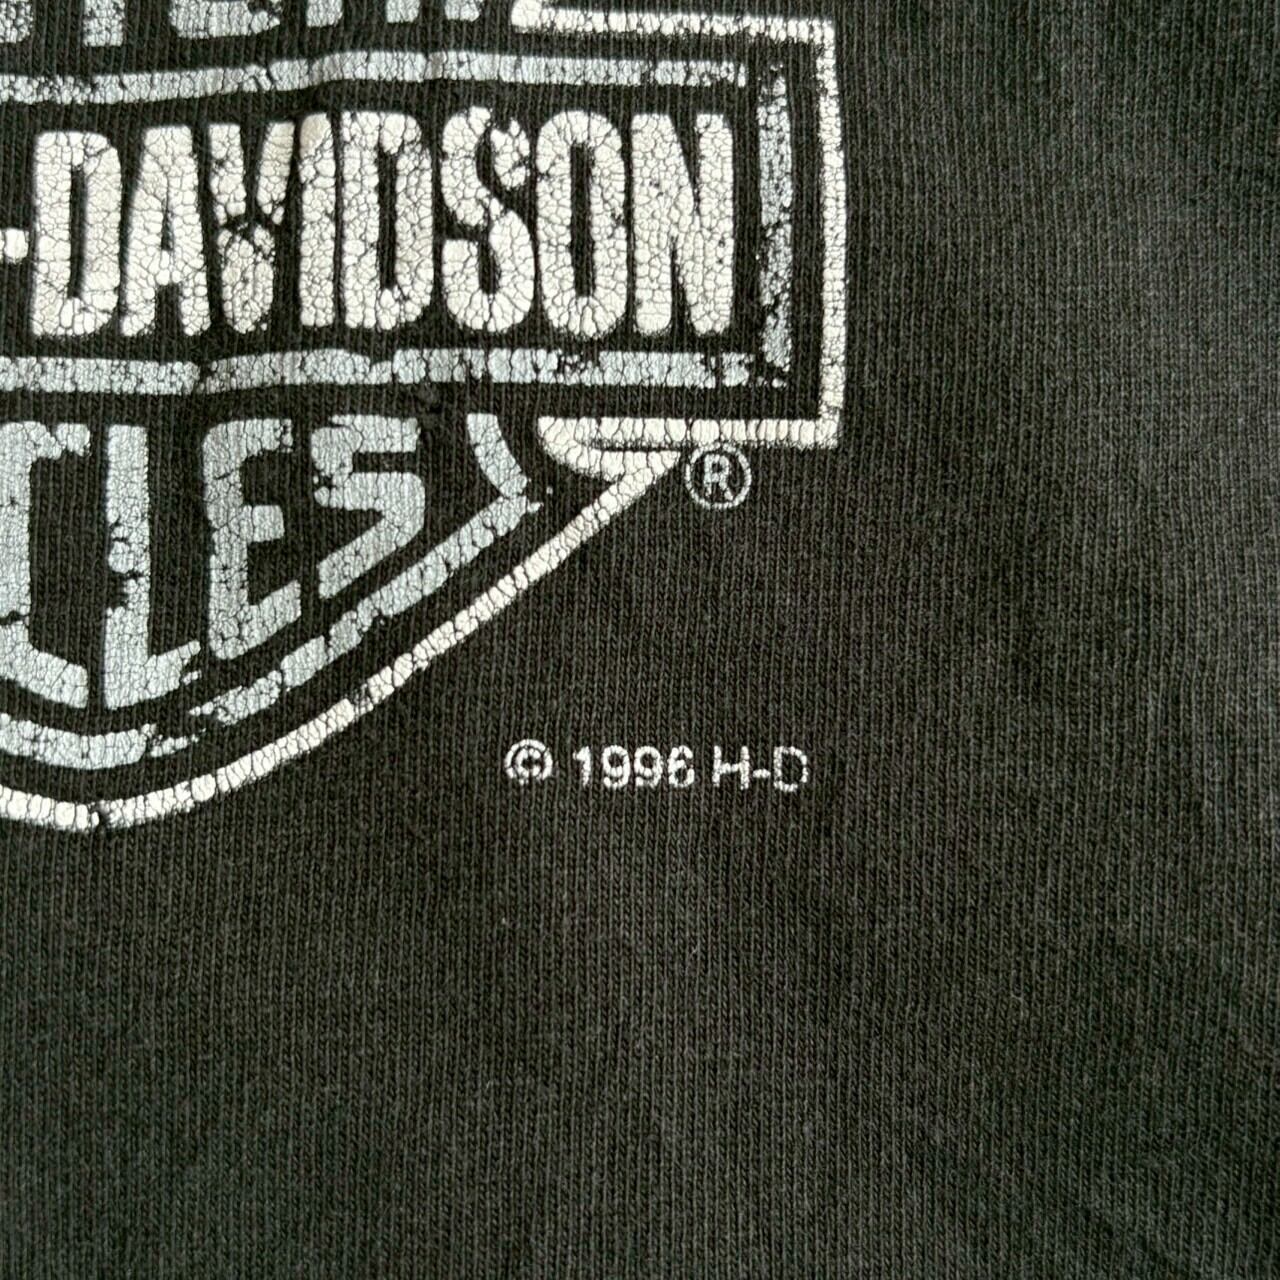 -DAVIDSON
CLES
®
© 1996 H-D